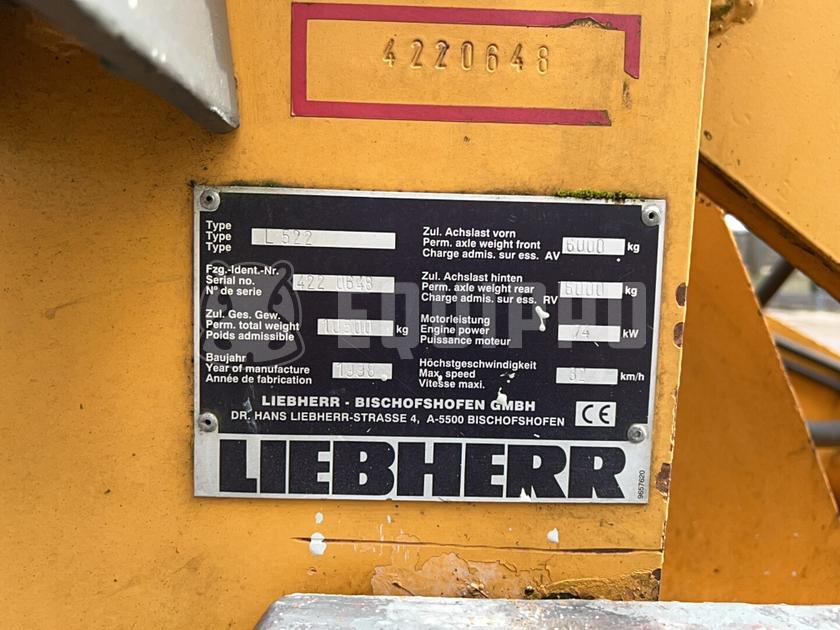 4220648
Type
Type
Type
L 522
Fzg.-Ident.-Nr.
Serial no.
N° de serie
422 0648
Zul. Ges. Gew.
Perm. total weight
Poids admissible
10500 kg
Baujahr
Year of manufacture
Année de fabrication
1998
Zul. Achslast vorn
Perm. axle weight front
Charge admis. sur ess. AV
6000 kg
Zul. Achslast hinten
Perm. axle weight rear
Charge admis. sur ess. RV
6000 kg
Motorleistung
Engine power
Puissance moteur
74 kW
Höchstgeschwindigkeit
Max. speed
Vitesse maxi.
32 km/h
LIEBHERR - BISCHOFSHOFEN GMBH
DR. HANS LIEBHERR-STRASSE 4, A-5500 BISCHOFSHOFEN
CE
LIEBHERR
9657620
EQUIPPO